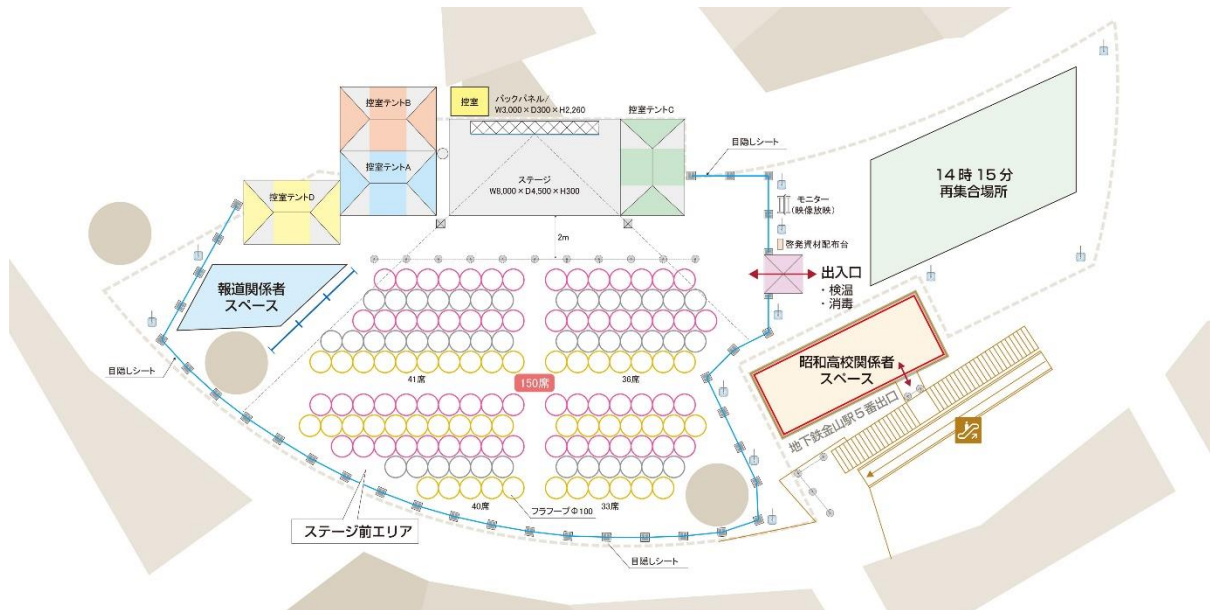 控室テントB
控室
バックパネル/
W3,000×D300×H2,260
控室テントC
目隠しシート
控室テントA
ステージ
W8,000×D4,500×H300
14時15分
再集合場所
控室テントD
モニター
(映像放映)
2m
啓発資材配布台
出入口
・検温
・消毒
報道関係者
スペース
目隠しシート
昭和高校関係者
スペース
41席
150席
36席
地下鉄金山駅5番出口
40席
フラフープΦ100
33席
ステージ前エリア
目隠しシート